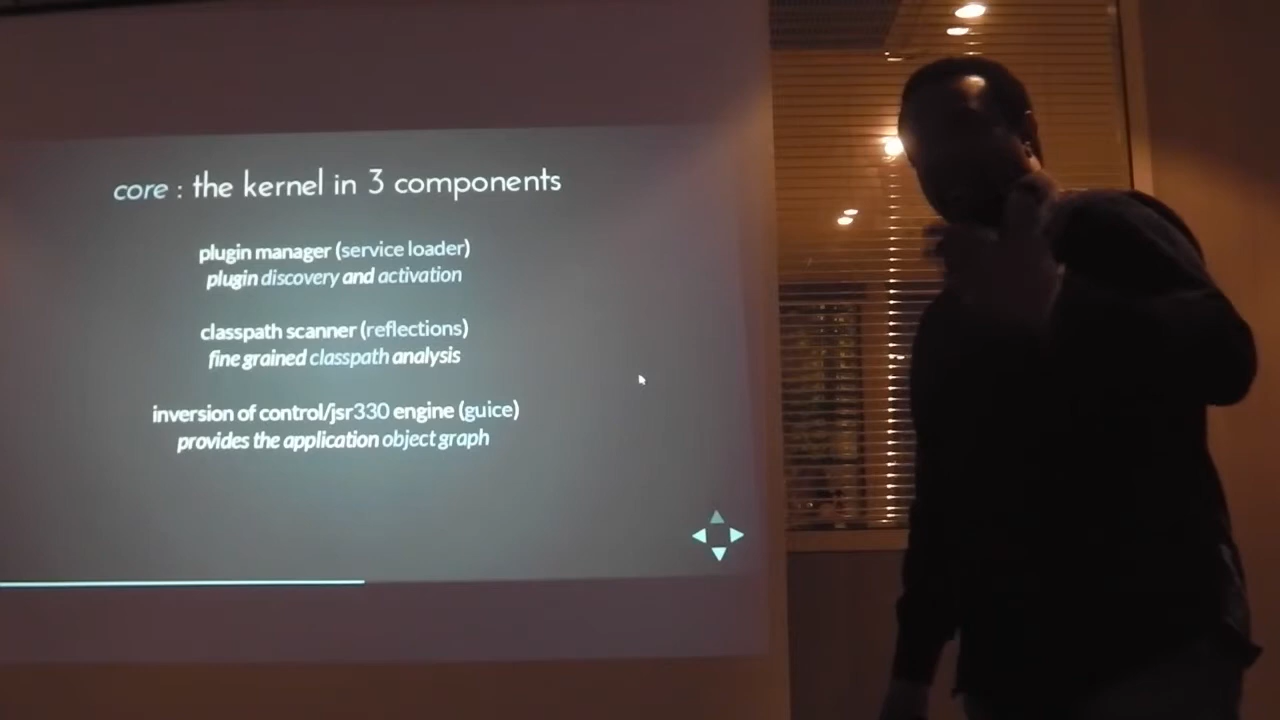 core : the kernel in 3 components
plugin manager (service loader)
plugin discovery and activation
classpath scanner (reflections)
fine grained classpath analysis
inversion of control/jsr330 engine (guice)
provides the application object graph